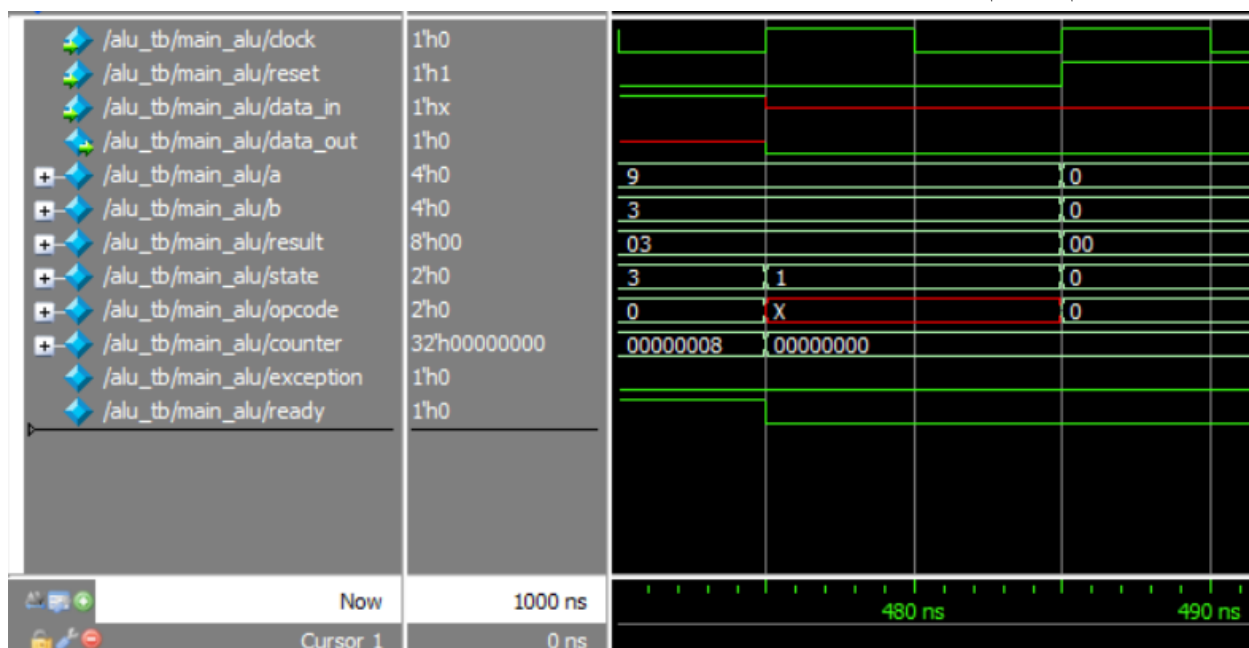 /alu_tb/main_alu/clock 1'h0
/alu_tb/main_alu/reset 1'h1
/alu_tb/main_alu/data_in 1'hx
/alu_tb/main_alu/data_out 1'h0
/alu_tb/main_alu/a 4'h0 9 0
/alu_tb/main_alu/b 4'h0 3 0
/alu_tb/main_alu/result 8'h00 03 00
/alu_tb/main_alu/state 2'h0 3 1 0
/alu_tb/main_alu/opcode 2'h0 0 X 0
/alu_tb/main_alu/counter 32'h00000000 00000008 00000000
/alu_tb/main_alu/exception 1'h0
/alu_tb/main_alu/ready 1'h0
Now 1000 ns 480 ns 490 ns
Cursor 1 0 ns